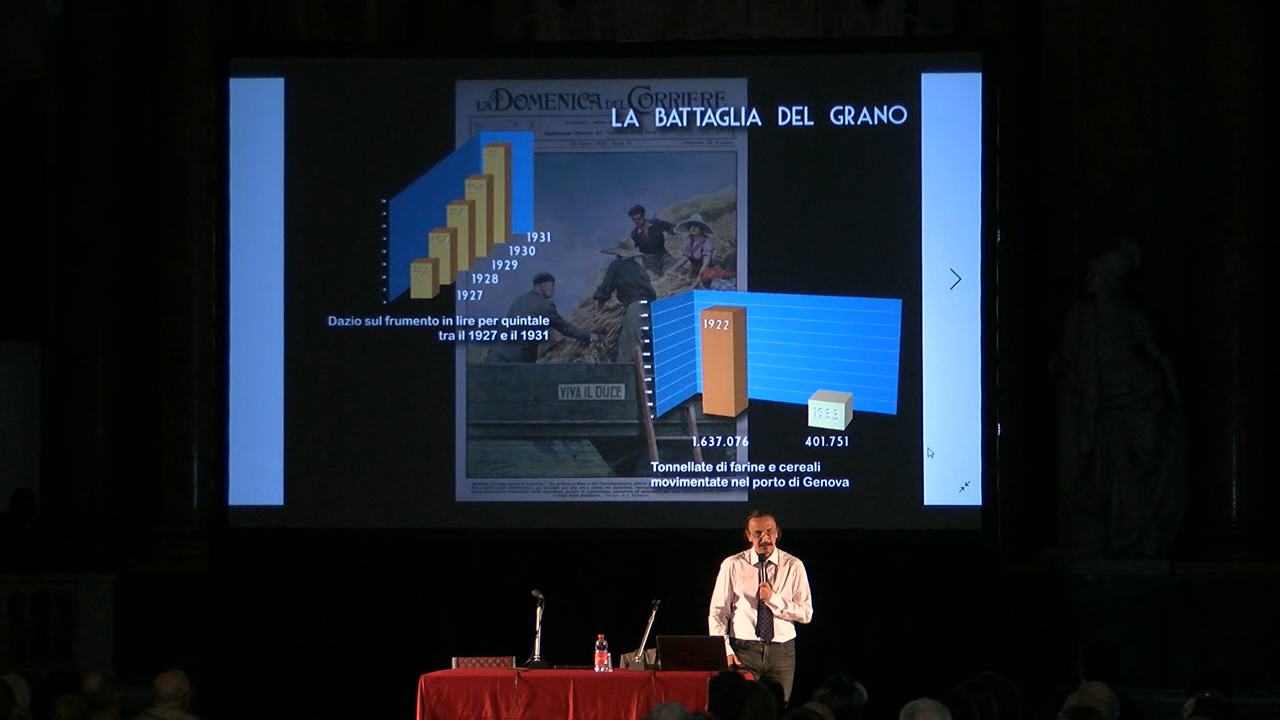 LA DOMENICA DEL CORRIERE
LA BATTAGLIA DEL GRANO
1931
1930
1929
1928
1927
Dazio sul frumento in lire per quintale
tra il 1927 e il 1931
1922
VIVA IL DUCE
1.637.076
401.751
Tonnellate di farine e cereali
movimentate nel porto di Genova